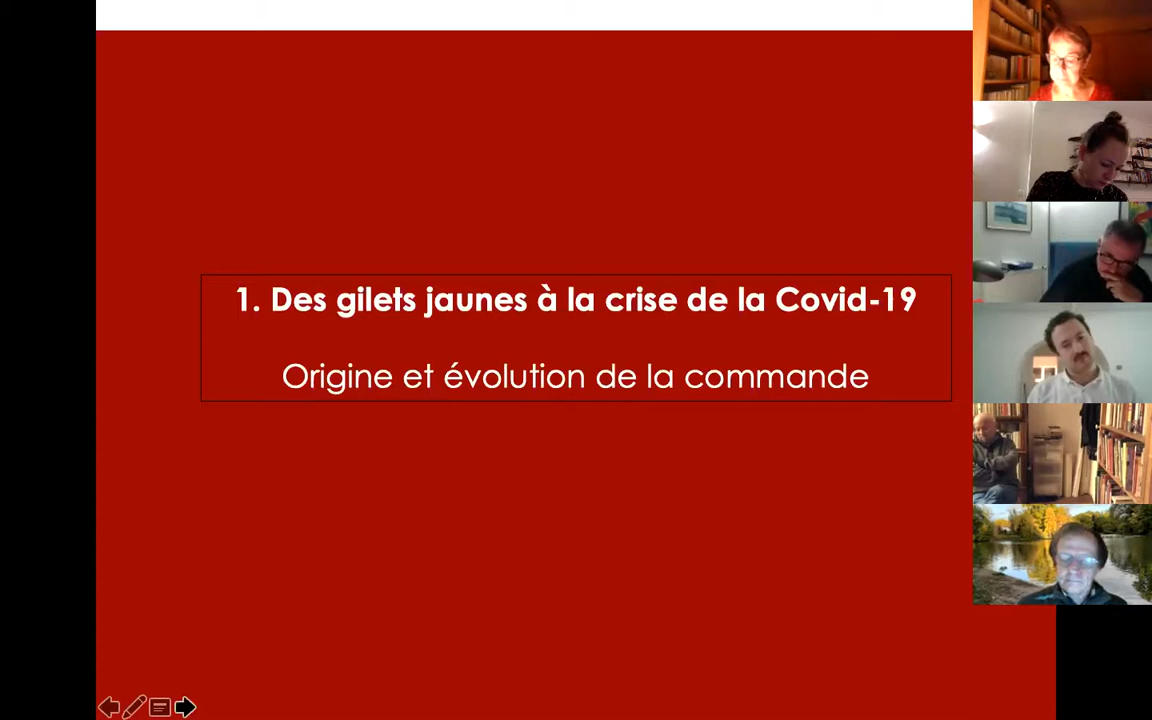 1. Des gilets jaunes à la crise de la Covid-19
Origine et évolution de la commande